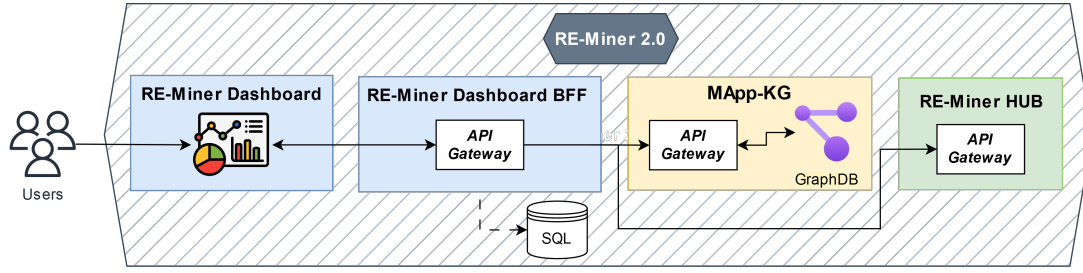 RE-Miner 2.0
RE-Miner Dashboard
RE-Miner Dashboard BFF
MApp-KG
RE-Miner HUB
API
Gateway
API
Gateway
API
Gateway
GraphDB
Users
SQL